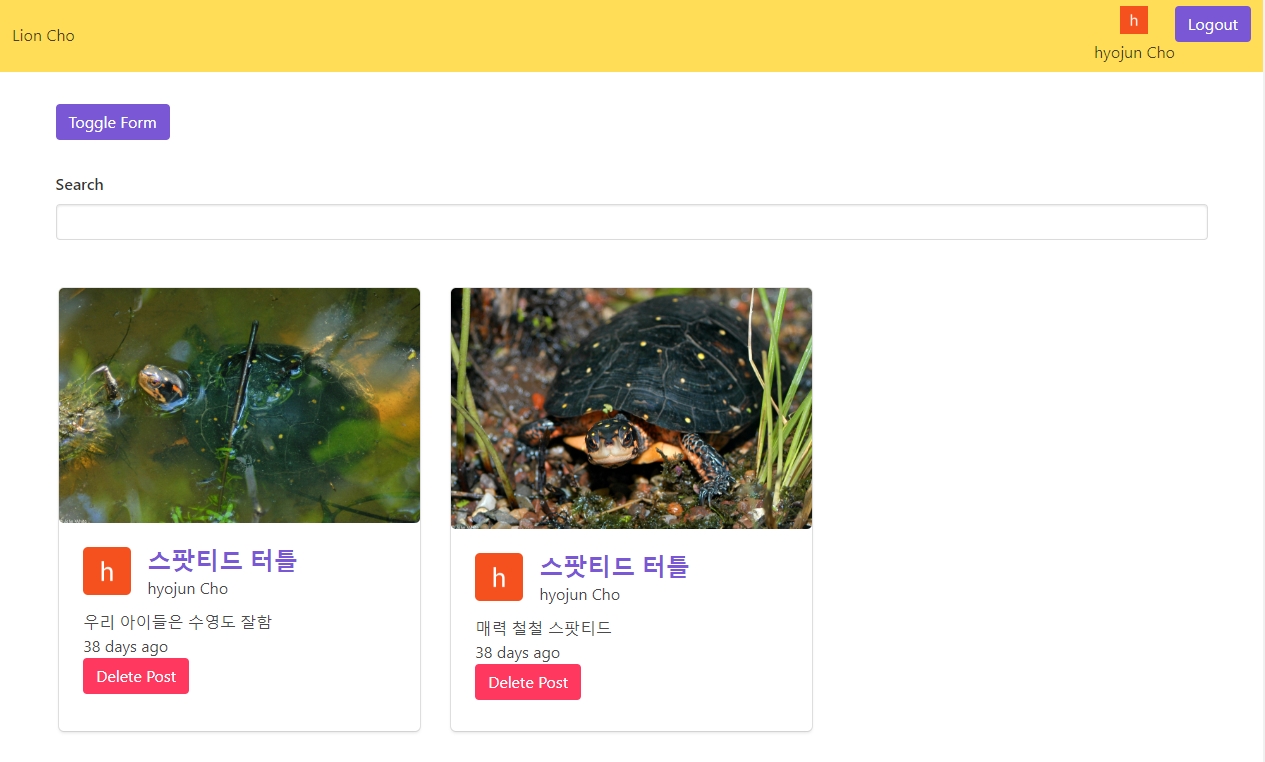 Lion Cho
h
Logout
hyojun Cho
Toggle Form
Search
h
스팟티드 터틀
hyojun Cho
우리 아이들은 수영도 잘함
38 days ago
Delete Post
h
스팟티드 터틀
hyojun Cho
매력 철철 스팟티드
38 days ago
Delete Post